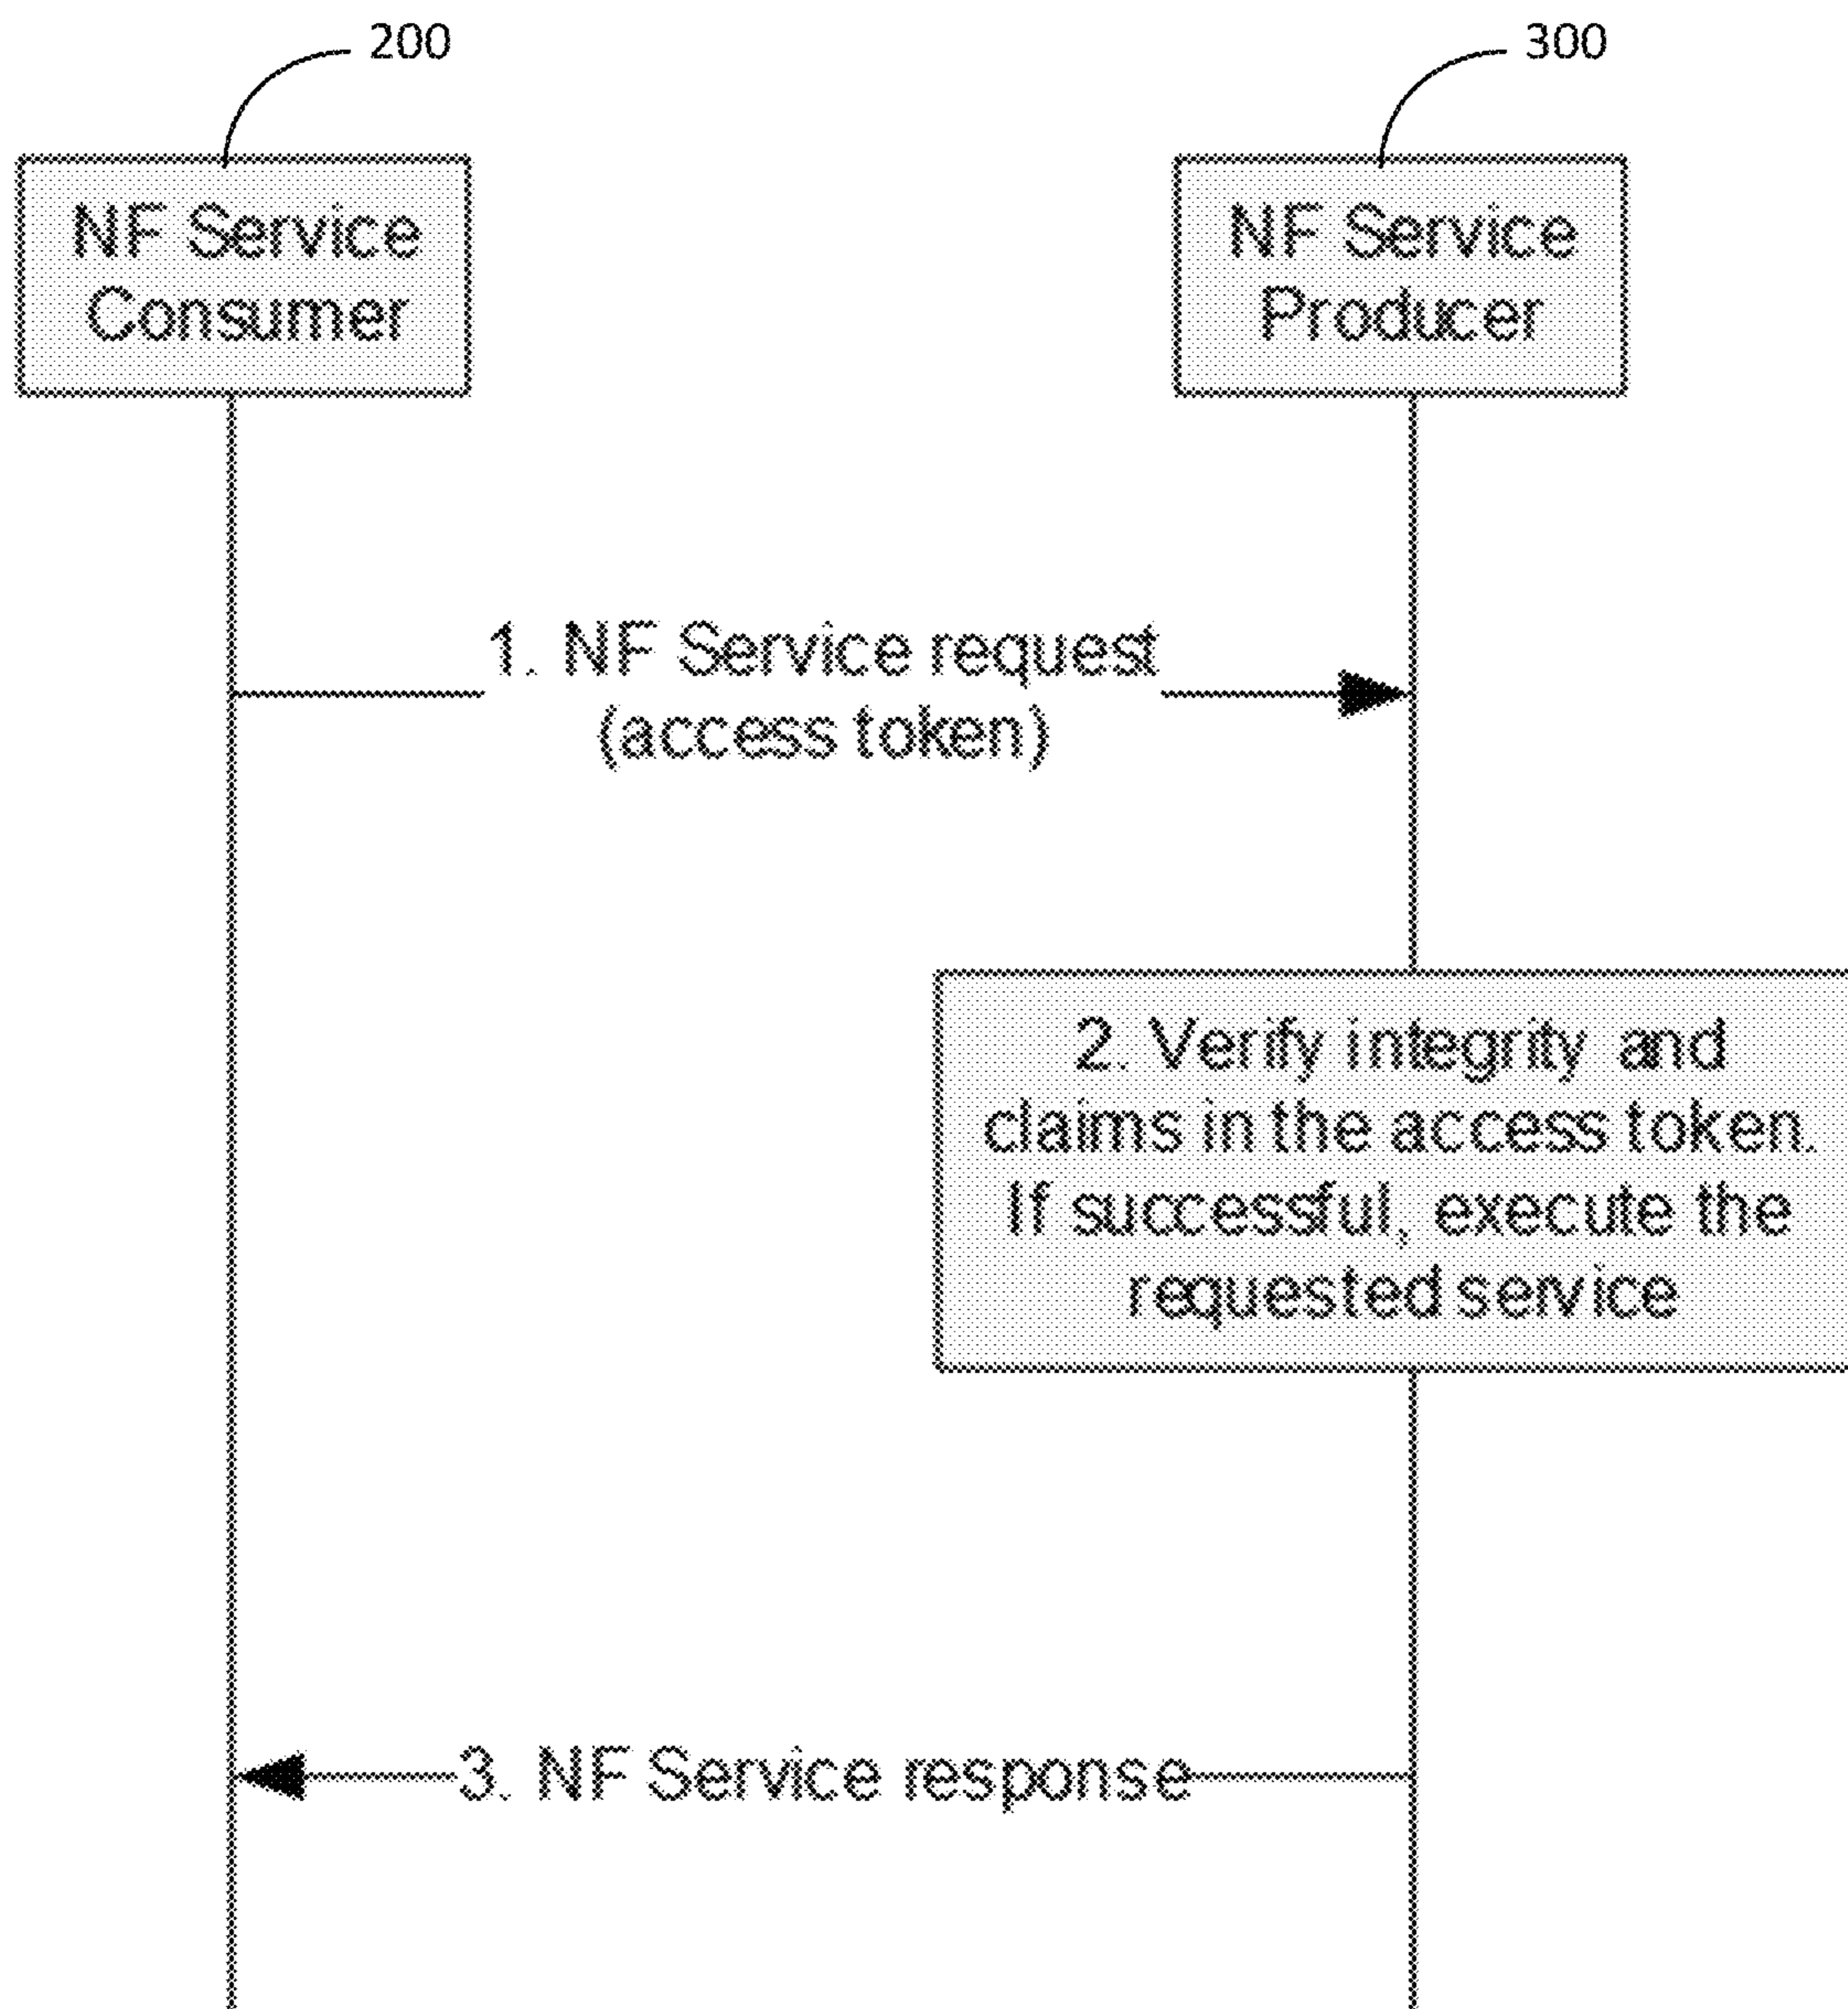 200
300
NF Service
Consumer
NF Service
Producer
1. NF Service request
(access token)
2. Verify integrity and
claims in the access token.
If successful, execute the
requested service
3. NF Service response